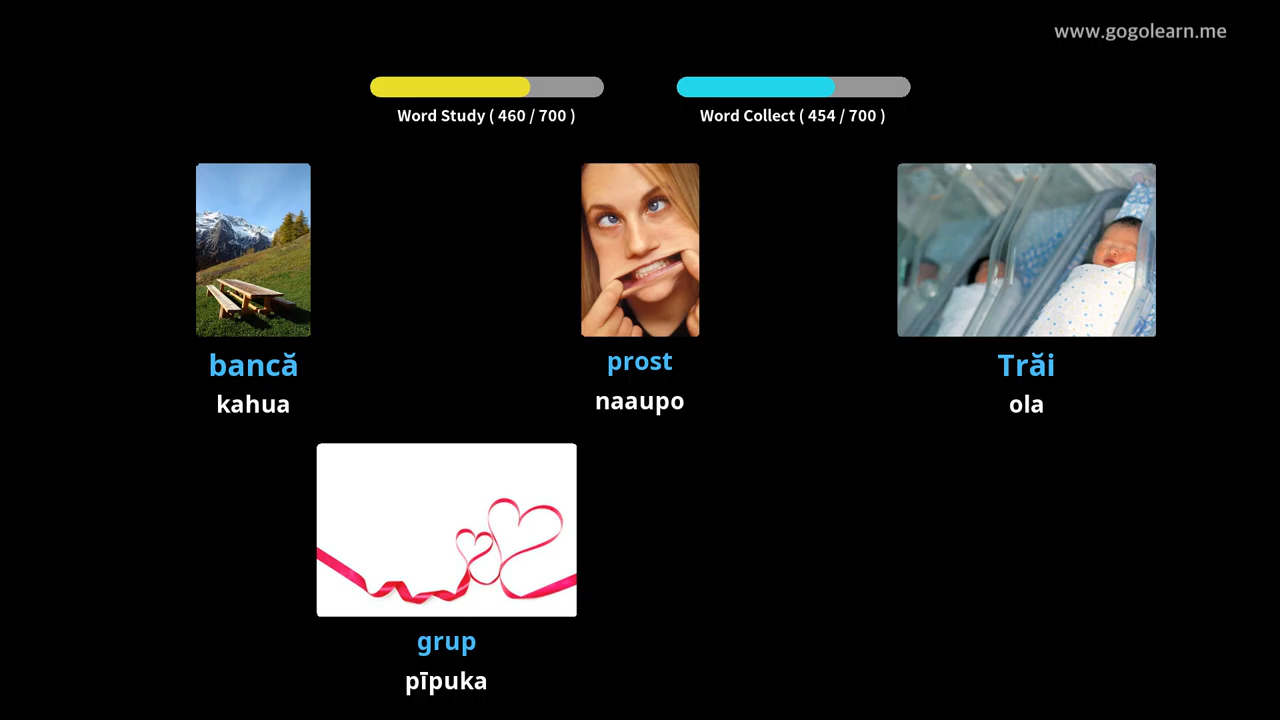 www.gogolearn.me
Word Study ( 460 / 700 )
Word Collect ( 454 / 700 )
bancă
kahua
prost
naaupo
Trăi
ola
grup
pīpuka